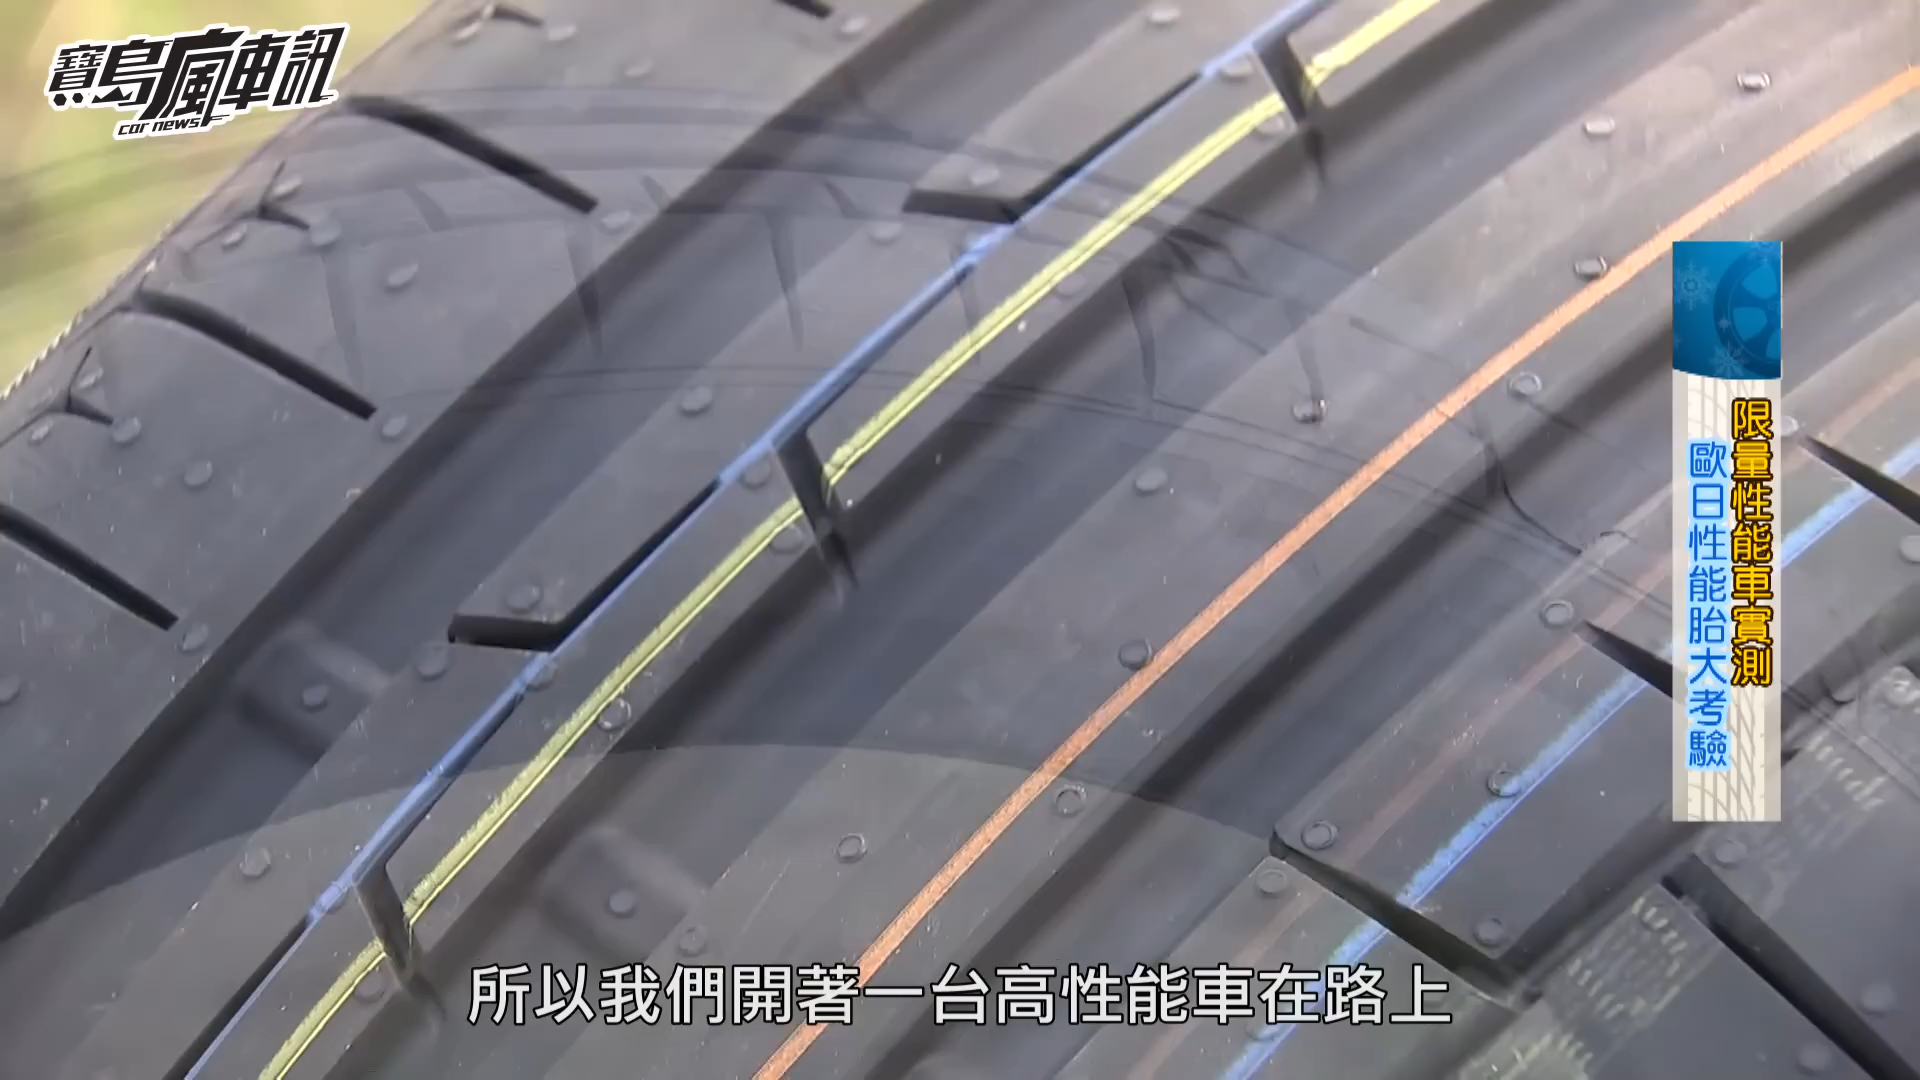 寶島瘋車訊
car news
限量性能車實測
歐日性能胎大考驗
所以我們開著一台高性能車在路上